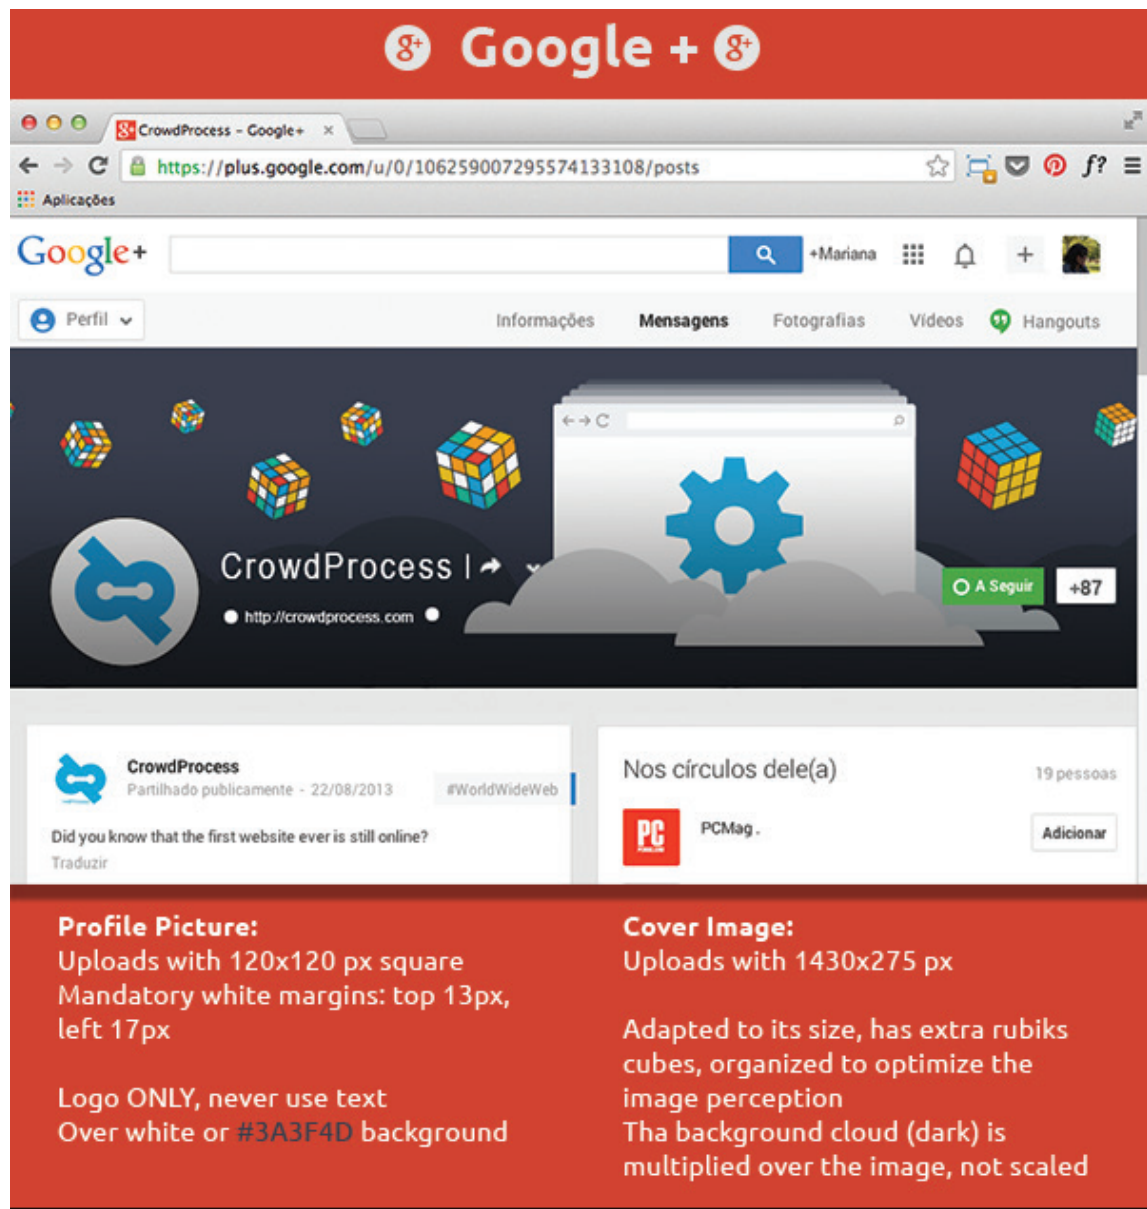 g+ Google + g+
CrowdProcess - Google+
https://plus.google.com/u/0/106259007295574133108/posts
f?
Aplicações
Google+
+Mariana
Perfil
Informações Mensagens Fotografias Vídeos Hangouts
CrowdProcess
http://crowdprocess.com
A Seguir +87
CrowdProcess
Partilhado publicamente - 22/08/2013
#WorldWideWeb
Did you know that the first website ever is still online?
Traduzir
Nos círculos dele(a)
19 pessoas
PC
PCMag .
Adicionar
Profile Picture:
Uploads with 120x120 px square
Mandatory white margins: top 13px,
left 17px
Logo ONLY, never use text
Over white or #3A3F4D background
Cover Image:
Uploads with 1430x275 px
Adapted to its size, has extra rubiks
cubes, organized to optimize the
image perception
Tha background cloud (dark) is
multiplied over the image, not scaled